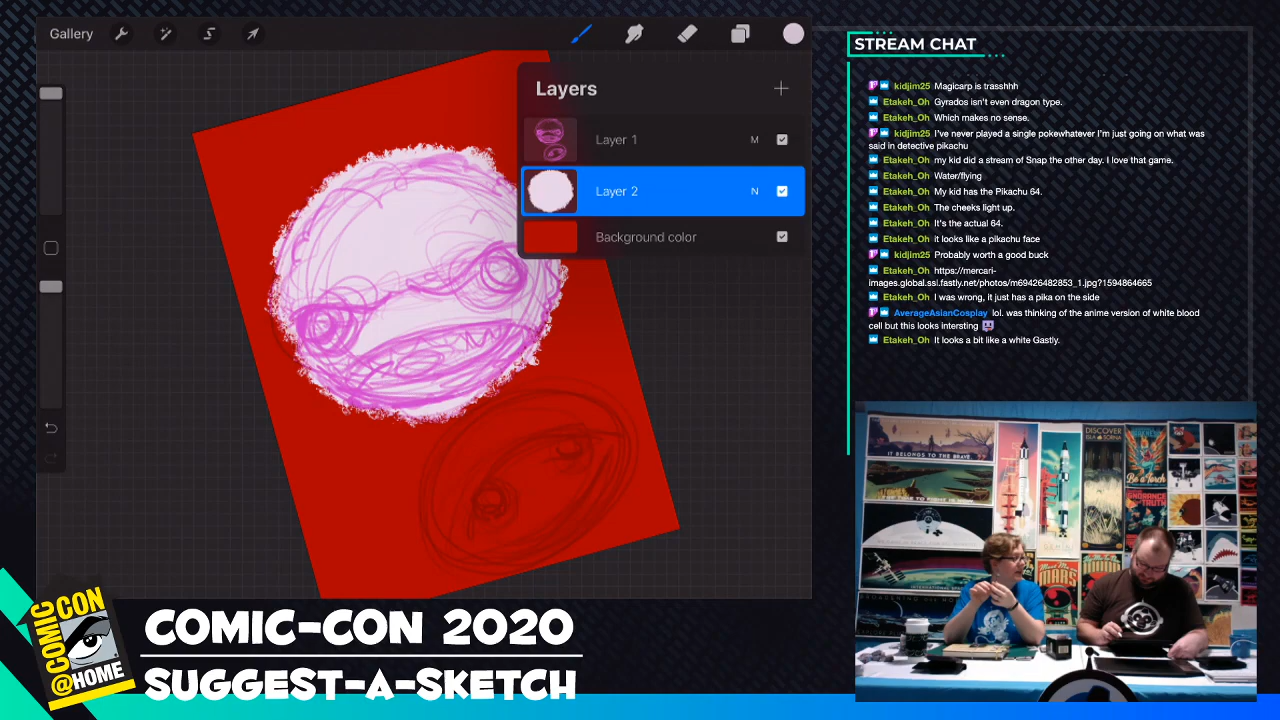 Gallery
Layers
Layer 1
M
Layer 2
N
Background color
STREAM CHAT
kidjim25 Magicarp is trasshhh
Etakeh_Oh Gyrados isn't even dragon type.
Etakeh_Oh Which makes no sense.
kidjim25 I've never played a single pokewhatever I'm just going on what was
said in detective pikachu
Etakeh_Oh my kid did a stream of Snap the other day. I love that game.
Etakeh_Oh Water/flying
Etakeh_Oh My kid has the Pikachu 64.
Etakeh_Oh The cheeks light up.
Etakeh_Oh It's the actual 64.
Etakeh_Oh it looks like a pikachu face
kidjim25 Probably worth a good buck
Etakeh_Oh https://mercari-
images.global.ssl.fastly.net/photos/m69426482853_1.jpg?1594864665
Etakeh_Oh I was wrong, it just has a pika on the side
AverageAsianCosplay lol. was thinking of the anime version of white blood
cell but this looks intersting
Etakeh_Oh It looks a bit like a white Gastly.
IT BELONGS TO THE BRAVE
DISCOVER
ISLA SORNA
Be a Torch
IGNORANCE
TORMENT
GEMINI
MARS
COMIC CON
@HOME
COMIC-CON 2020
SUGGEST-A-SKETCH